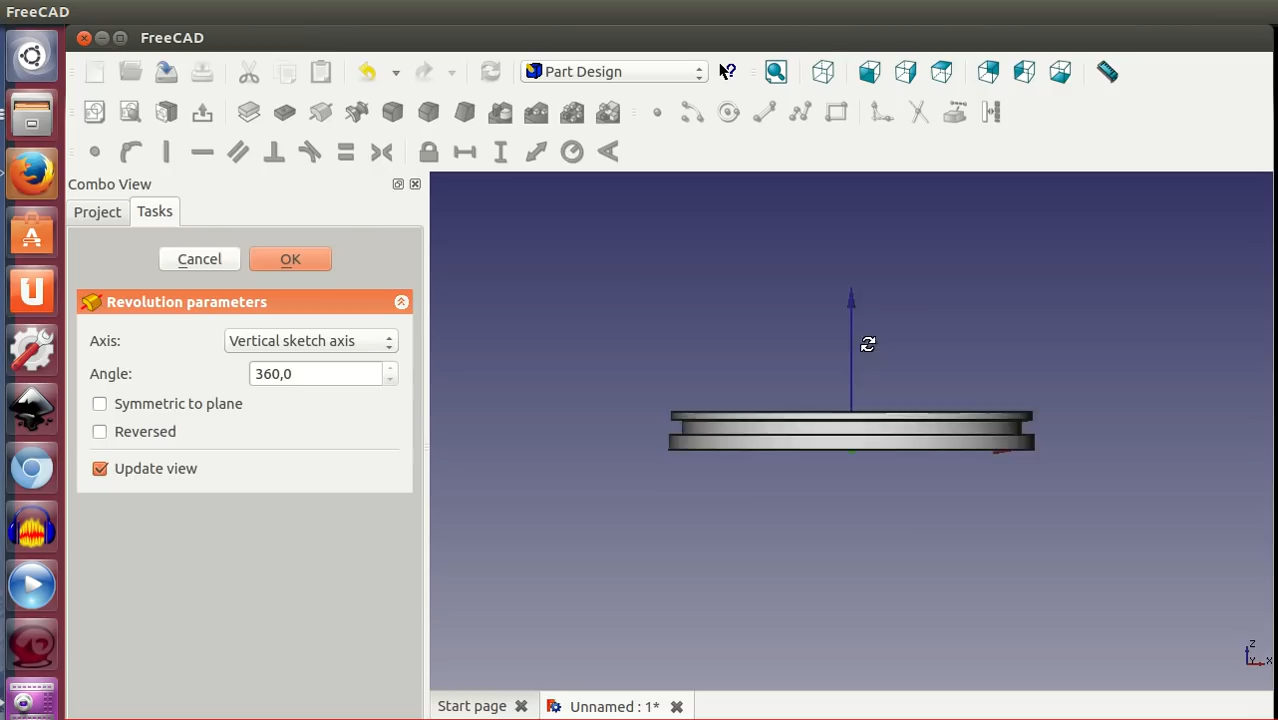 FreeCAD
FreeCAD
Part Design
Combo View
Project
Tasks
Cancel
OK
Revolution parameters
Axis:
Vertical sketch axis
Angle:
360,0
Symmetric to plane
Reversed
Update view
Z
Y X
Start page
Unnamed : 1*